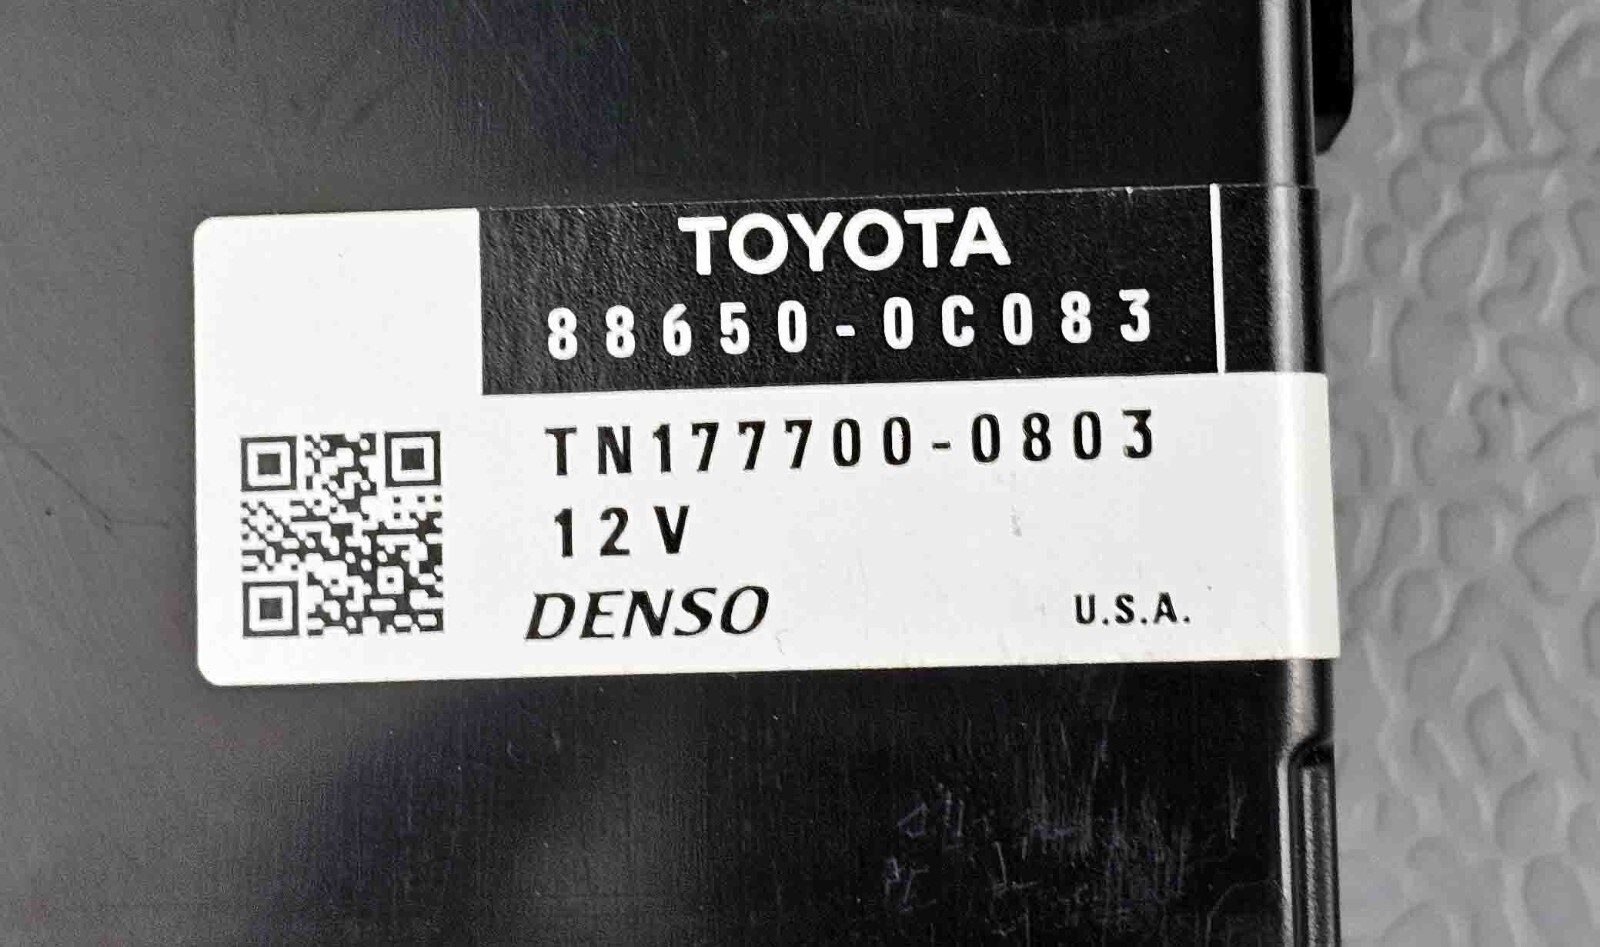 TOYOTA
88650-0C083
TN177700-0803
12V
DENSO
U.S.A.